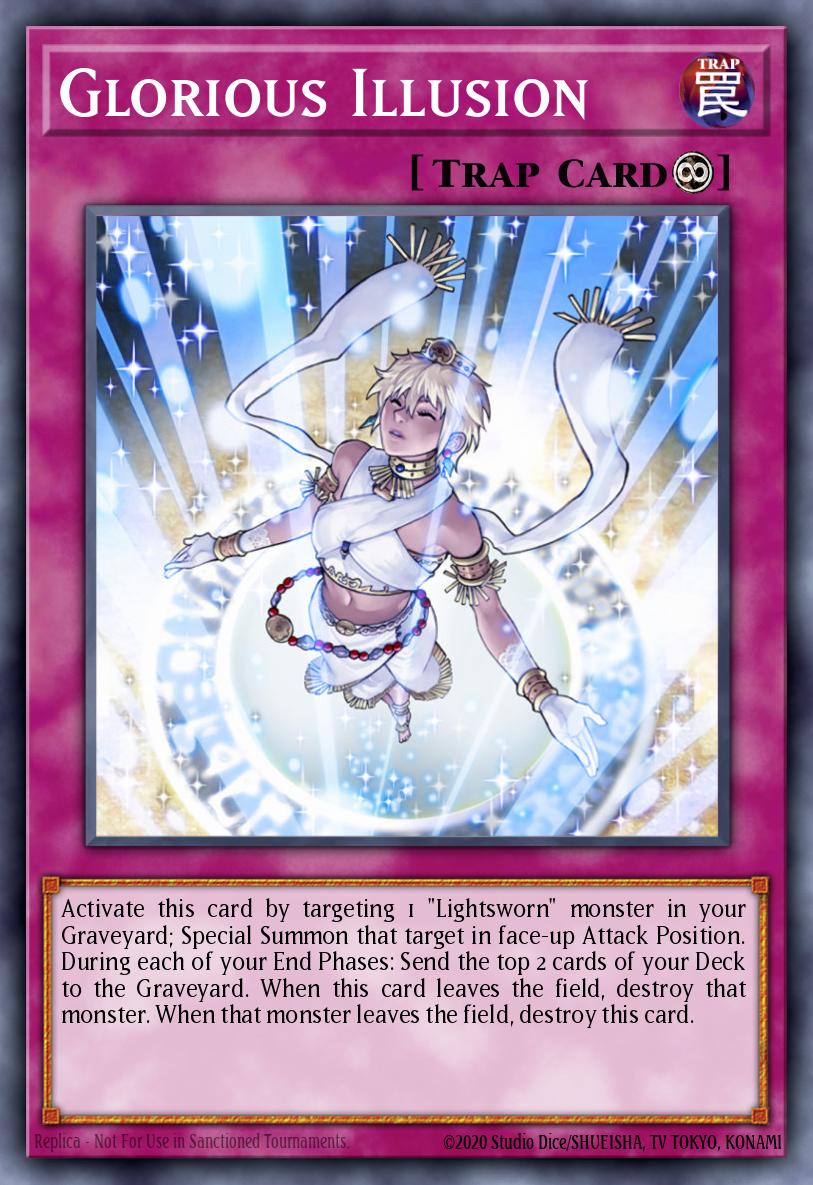 Glorious Illusion
TRAP
罠
[Trap Card]
Activate this card by targeting 1 "Lightsworn" monster in your
Graveyard; Special Summon that target in face-up Attack Position.
During each of your End Phases: Send the top 2 cards of your Deck
to the Graveyard. When this card leaves the field, destroy that
monster. When that monster leaves the field, destroy this card.
Replica - Not For Use in Sanctioned Tournaments.
©2020 Studio Dice/SHUEISHA, TV TOKYO, KONAMI